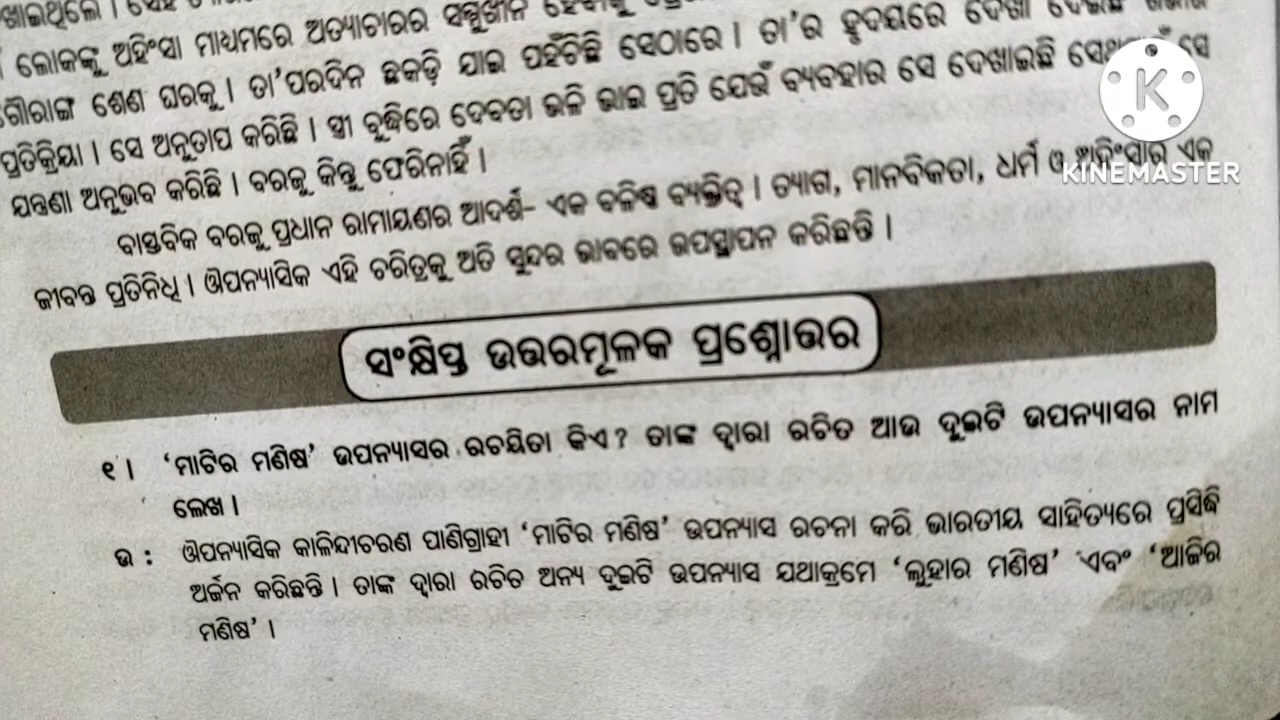 ଲୋକଙ୍କୁ ଅହିଂସା ମାଧ୍ୟମରେ ଅତ୍ୟାଚାରର ସମ୍ମୁଖୀନ
ଗୌରାଙ୍ଗ ଶେଣ ଘରକୁ । ତା’ପରଦିନ ଛକଡ଼ି ଯାଇ ପହଁଚିଛି ସେଠାରେ । ତା’ର ହୃଦୟରେ ଦେଖା ଦେଇଛି
ପ୍ରତିକ୍ରିୟା । ସେ ଅନୁତାପ କରିଛି । ସ୍ତ୍ରୀ ବୁଦ୍ଧିରେ ଦେବତା ଭଳି ଭାଇ ପ୍ରତି ଯେଉଁ ବ୍ୟବହାର ସେ ଦେଖାଇଛି ସେ
ଯନ୍ତ୍ରଣା ଅନୁଭବ କରିଛି । ବରଜୁ କିନ୍ତୁ ଫେରିନାହିଁ ।
ବାସ୍ତବିକ ବରଜୁ ପ୍ରଧାନ ରାମାୟଣର ଆଦର୍ଶ– ଏକ ବଳିଷ୍ଠ ବ୍ୟକ୍ତିତ୍ୱ । ତ୍ୟାଗ, ମାନବିକତା, ଧର୍ମ ଓ ଅହିଂସାର ଏକ
ଜୀବନ୍ତ ପ୍ରତିନିଧି । ଔପନ୍ୟାସିକ ଏହି ଚରିତ୍ରକୁ ଅତି ସୁନ୍ଦର ଭାବରେ ଉପସ୍ଥାପନ କରିଛନ୍ତି ।
K
KINEMASTER
ସଂକ୍ଷିପ୍ତ ଉତ୍ତରମୂଳକ ପ୍ରଶ୍ନୋତ୍ତର
୧ । ‘ମାଟିର ମଣିଷ’ ଉପନ୍ୟାସର ରଚୟିତା କିଏ ? ତାଙ୍କ ଦ୍ୱାରା ରଚିତ ଆଉ ଦୁଇଟି ଉପନ୍ୟାସର ନାମ
ଲେଖ ।
ଉ : ଔପନ୍ୟାସିକ କାଳିନ୍ଦୀଚରଣ ପାଣିଗ୍ରାହୀ ‘ମାଟିର ମଣିଷ’ ଉପନ୍ୟାସ ରଚନା କରି ଭାରତୀୟ ସାହିତ୍ୟରେ ପ୍ରସିଦ୍ଧି
ଅର୍ଜନ କରିଛନ୍ତି । ତାଙ୍କ ଦ୍ୱାରା ରଚିତ ଅନ୍ୟ ଦୁଇଟି ଉପନ୍ୟାସ ଯଥାକ୍ରମେ ‘ଲୁହାର ମଣିଷ’ ଏବଂ ‘ଆଜିର
ମଣିଷ’ ।